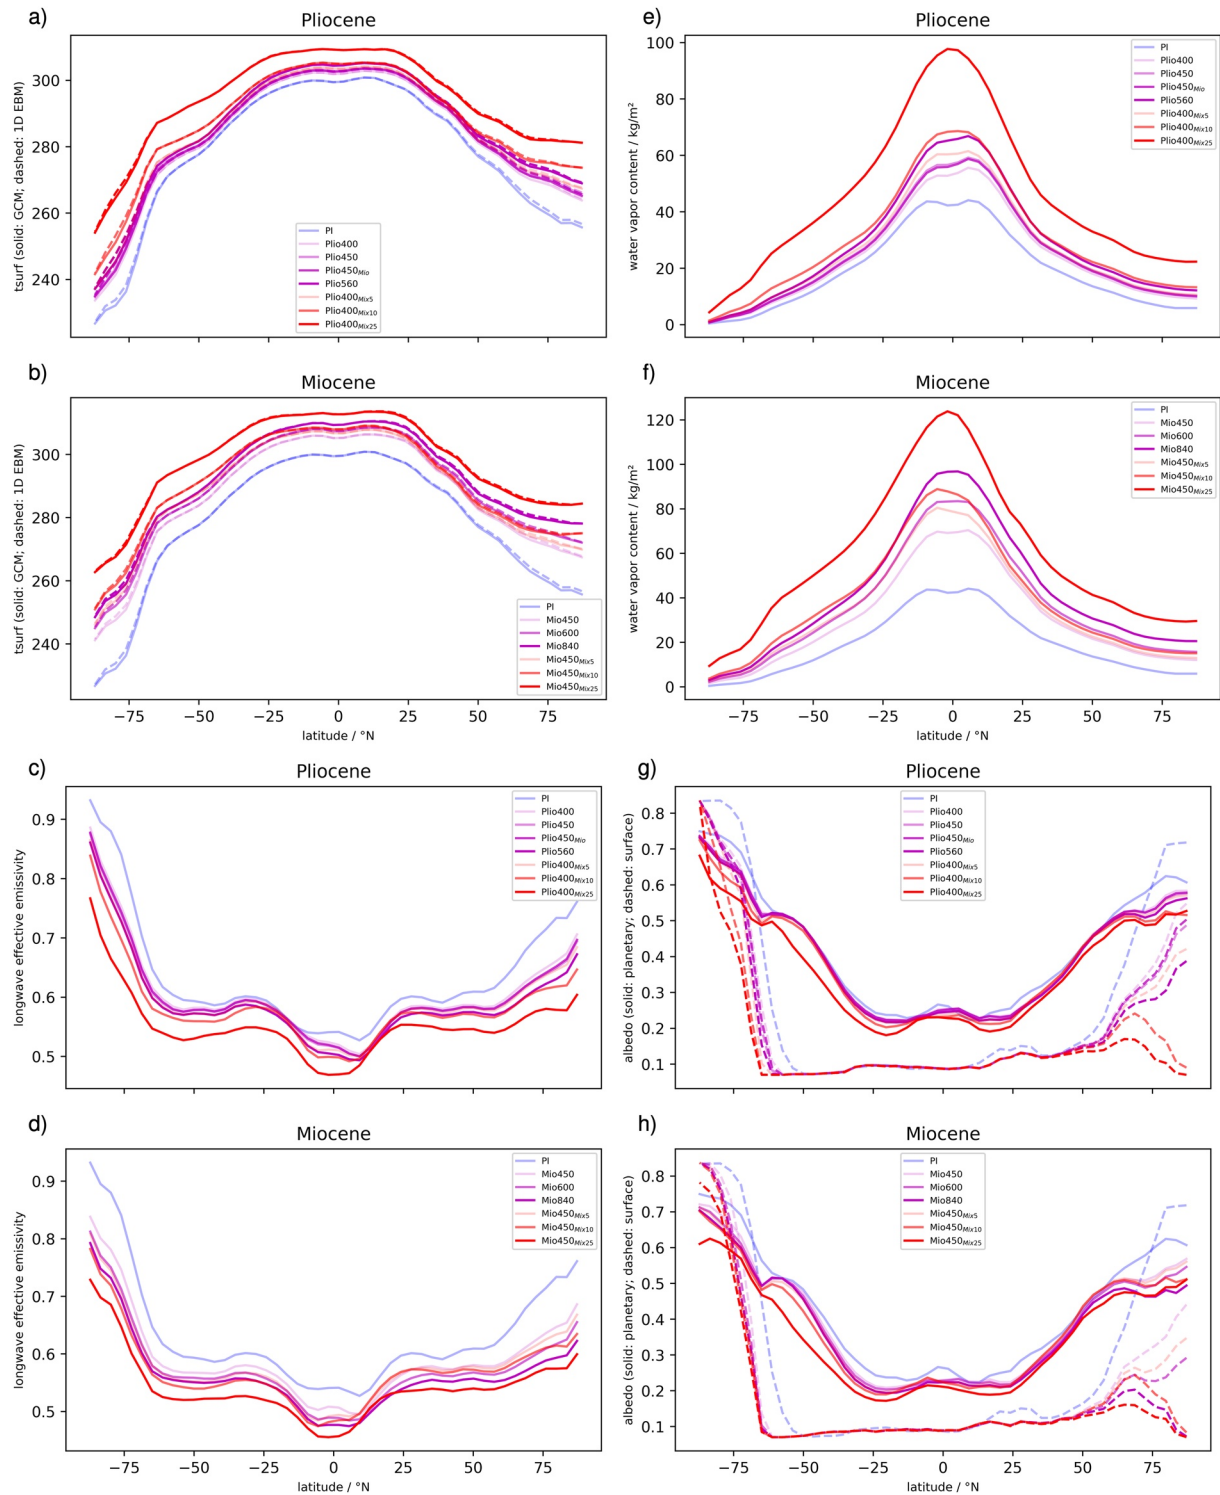 a)
Pliocene
tsurf (solid: GCM; dashed: 1D EBM)
300
280
260
240
PI
Plio400
Plio450
Plio450Mio
Plio560
Plio400Mix5
Plio400Mix10
Plio400Mix25
e)
Pliocene
water vapor content / kg/m²
100
80
60
40
20
0
PI
Plio400
Plio450
Plio450Mio
Plio560
Plio400Mix5
Plio400Mix10
Plio400Mix25
b)
Miocene
tsurf (solid: GCM; dashed: 1D EBM)
300
280
260
240
PI
Mio450
Mio600
Mio840
Mio450Mix5
Mio450Mix10
Mio450Mix25
−75 −50 −25 0 25 50 75
latitude / °N
f)
Miocene
water vapor content / kg/m²
120
100
80
60
40
20
0
PI
Mio450
Mio600
Mio840
Mio450Mix5
Mio450Mix10
Mio450Mix25
−75 −50 −25 0 25 50 75
latitude / °N
c)
Pliocene
longwave effective emissivity
0.9
0.8
0.7
0.6
0.5
PI
Plio400
Plio450
Plio450Mio
Plio560
Plio400Mix5
Plio400Mix10
Plio400Mix25
g)
Pliocene
albedo (solid: planetary; dashed: surface)
0.8
0.7
0.6
0.5
0.4
0.3
0.2
0.1
PI
Plio400
Plio450
Plio450Mio
Plio560
Plio400Mix5
Plio400Mix10
Plio400Mix25
d)
Miocene
longwave effective emissivity
0.9
0.8
0.7
0.6
0.5
PI
Mio450
Mio600
Mio840
Mio450Mix5
Mio450Mix10
Mio450Mix25
−75 −50 −25 0 25 50 75
latitude / °N
h)
Miocene
albedo (solid: planetary; dashed: surface)
0.8
0.7
0.6
0.5
0.4
0.3
0.2
0.1
PI
Mio450
Mio600
Mio840
Mio450Mix5
Mio450Mix10
Mio450Mix25
−75 −50 −25 0 25 50 75
latitude / °N